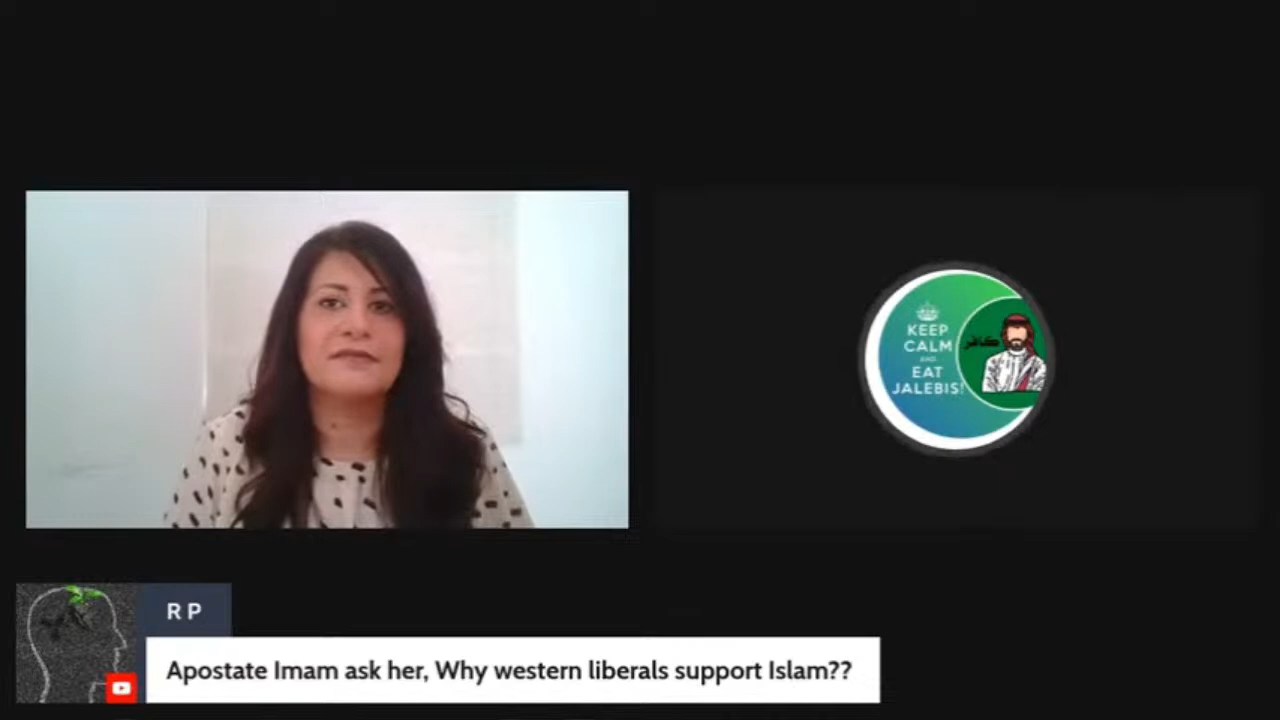 KEEP
CALM
AND
EAT
JALEBIS!
كافر
R P
Apostate Imam ask her, Why western liberals support Islam??